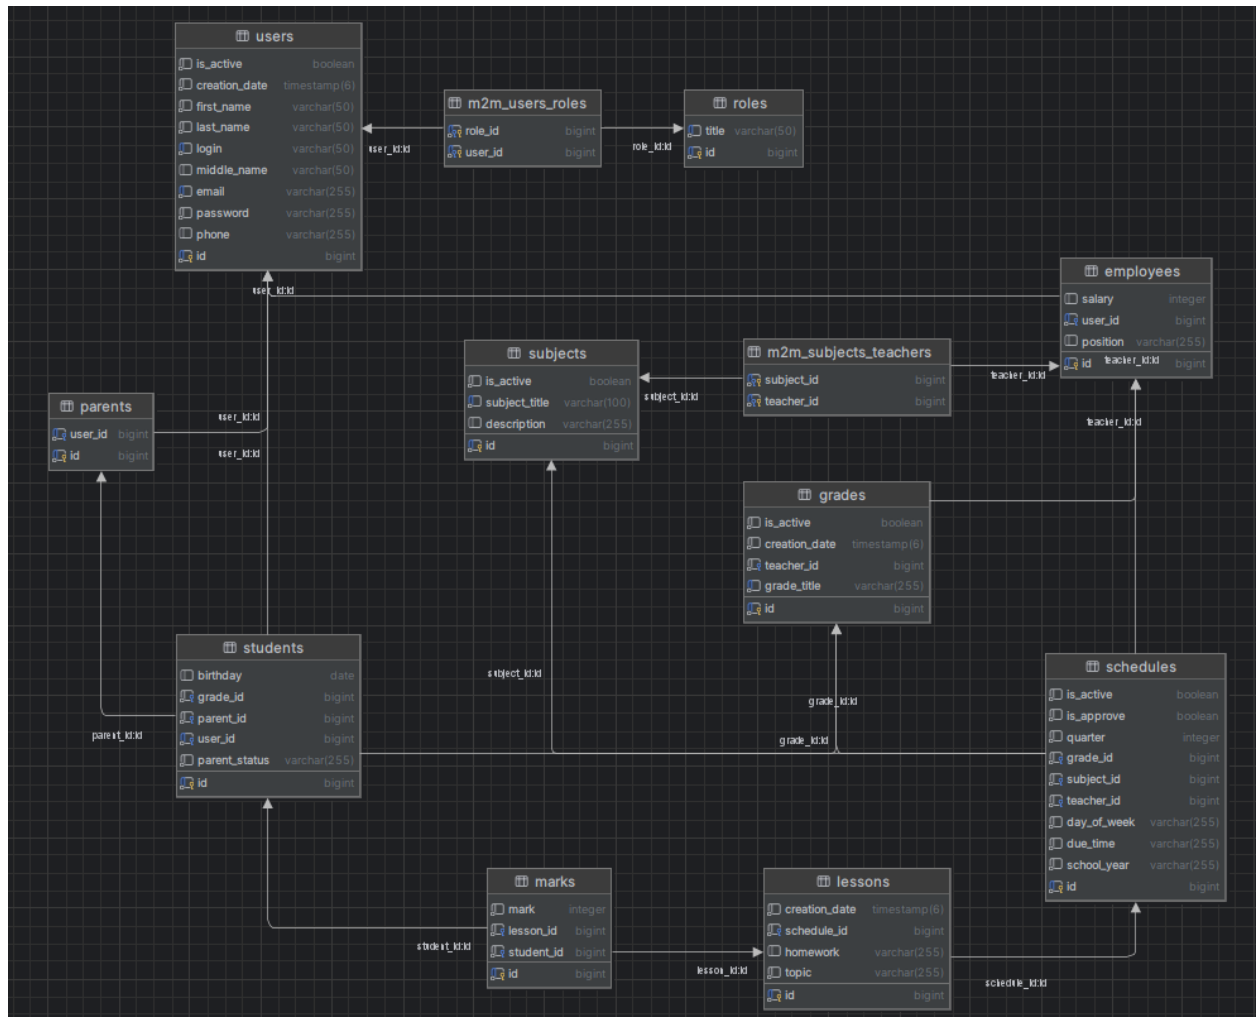 users
is_active boolean
creation_date timestamp(6)
first_name varchar(50)
last_name varchar(50)
login varchar(50)
middle_name varchar(50)
email varchar(255)
password varchar(255)
phone varchar(255)
id bigint
m2m_users_roles
role_id bigint
user_id bigint
roles
title varchar(50)
id bigint
user_id:id
role_id:id
user_id:id
employees
salary integer
user_id bigint
position varchar(255)
id bigint
teacher_id:id
subjects
is_active boolean
subject_title varchar(100)
description varchar(255)
id bigint
m2m_subjects_teachers
subject_id bigint
teacher_id bigint
subject_id:id
teacher_id:id
teacher_id:id
parents
user_id bigint
id bigint
user_id:id
user_id:id
grades
is_active boolean
creation_date timestamp(6)
teacher_id bigint
grade_title varchar(255)
id bigint
students
birthday date
grade_id bigint
parent_id bigint
user_id bigint
parent_status varchar(255)
id bigint
parent_id:id
subject_id:id
grade_id:id
grade_id:id
schedules
is_active boolean
is_approve boolean
quarter integer
grade_id bigint
subject_id bigint
teacher_id bigint
day_of_week varchar(255)
due_time varchar(255)
school_year varchar(255)
id bigint
marks
mark integer
lesson_id bigint
student_id bigint
id bigint
student_id:id
lesson_id:id
lessons
creation_date timestamp(6)
schedule_id bigint
homework varchar(255)
topic varchar(255)
id bigint
schedule_id:id